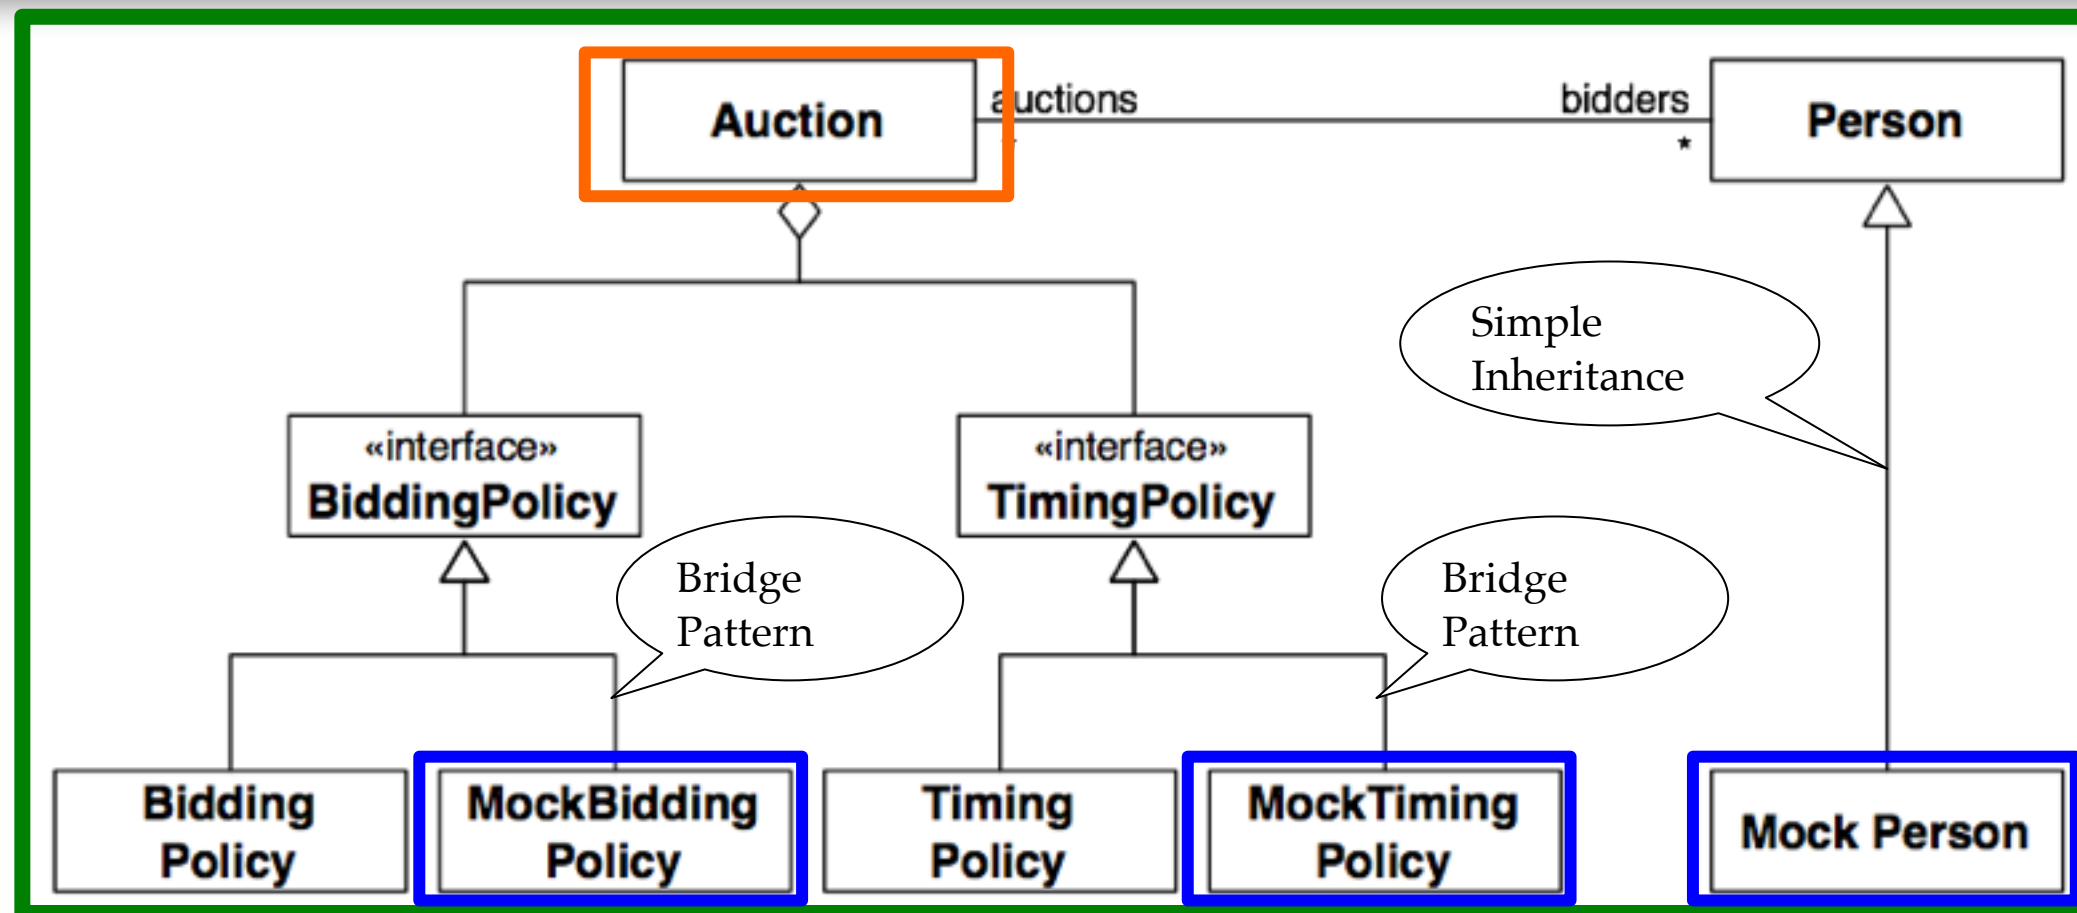 Auction
auctions
*
bidders
*
Person
Simple
Inheritance
«interface»
BiddingPolicy
«interface»
TimingPolicy
Bridge
Pattern
Bridge
Pattern
Bidding
Policy
MockBidding
Policy
Timing
Policy
MockTiming
Policy
Mock Person